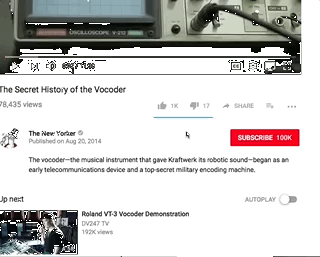 OSCILLOSCOPE V-212
The Secret History of the Vocoder
78,435 views
1K
17
SHARE
The New Yorker
Published on Aug 20, 2014
SUBSCRIBE 100K
The vocoder—the musical instrument that gave Kraftwerk its robotic sound—began as an
early telecommunications device and a top-secret military encoding machine.
Up next
AUTOPLAY
Roland VT-3 Vocoder Demonstration
DV247 TV
192K views